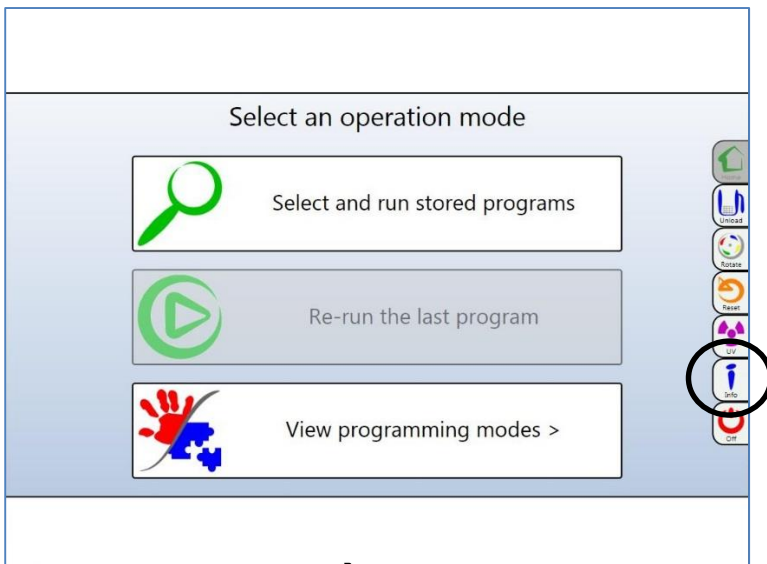 Select an operation mode
Select and run stored programs
Re-run the last program
View programming modes >
Home
Unload
Rotate
Reset
UV
Info
Off